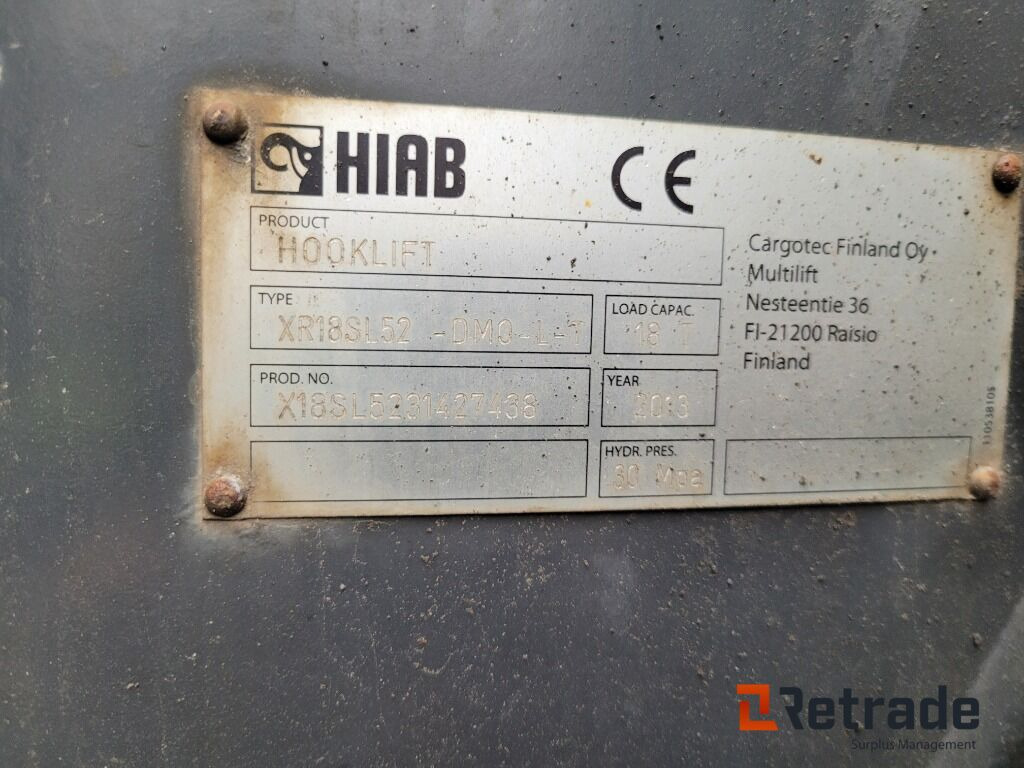 HIAB
CE
PRODUCT
HOOKLIFT
TYPE
XR18SL52 -DMO-L-T
LOAD CAPAC.
18 T
PROD. NO.
X18SL5231427438
YEAR
2013
HYDR. PRES.
30 Mpa
Cargotec Finland Oy
Multilift
Nesteentie 36
FI-21200 Raisio
Finland
Retrade
Surplus Management